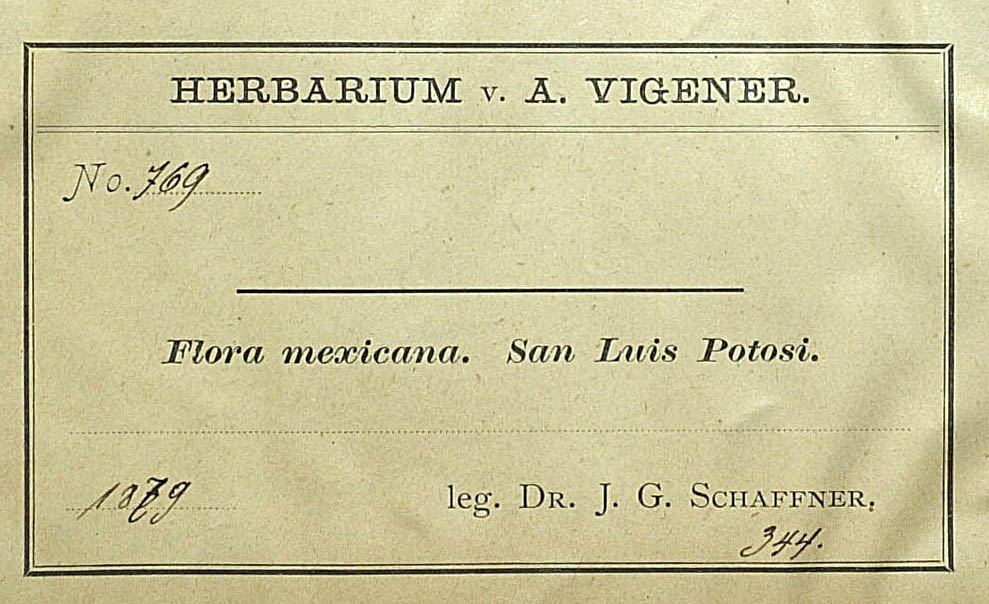 HERBARIUM v. A. VIGENER.
No. 769
Flora mexicana. San Luis Potosi.
1879 leg. DR. J. G. SCHAFFNER.
344.